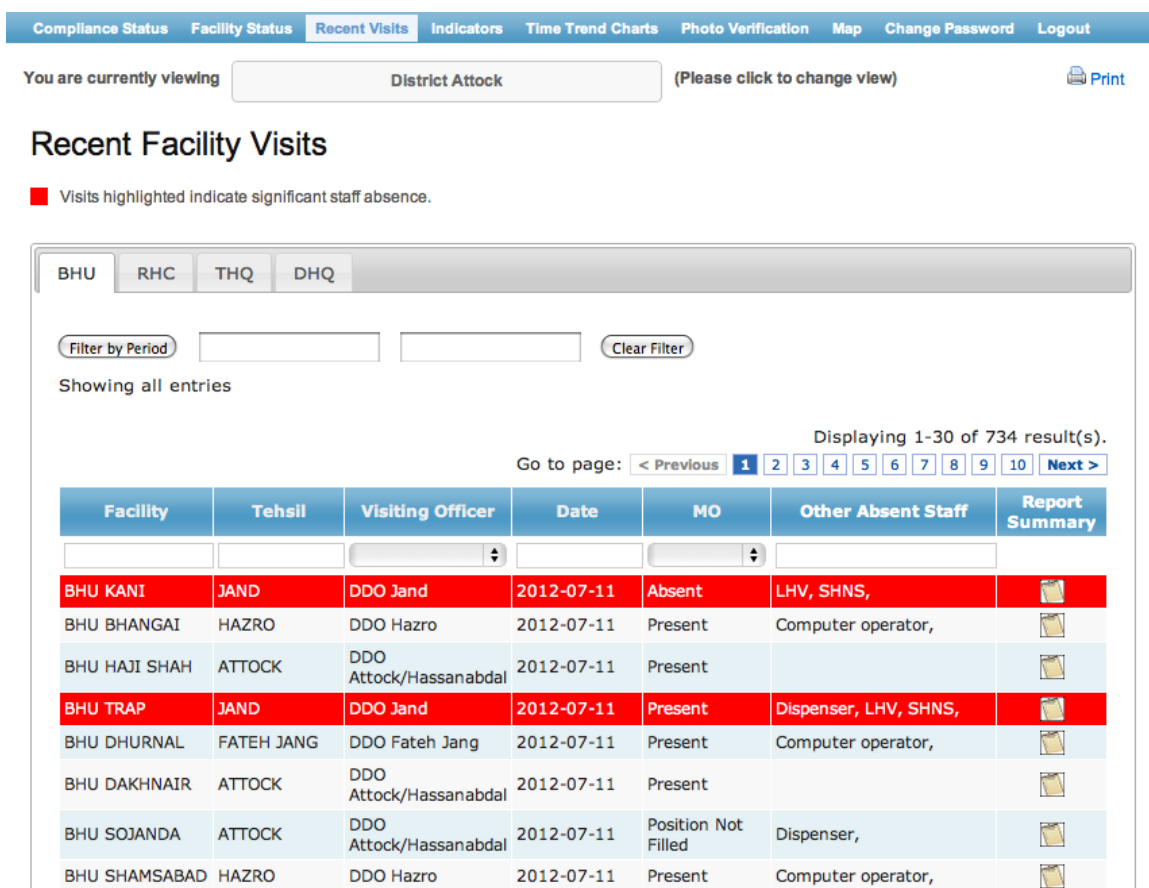 Compliance Status Facility Status Recent Visits Indicators Time Trend Charts Photo Verification Map Change Password Logout
You are currently viewing District Attock (Please click to change view) Print
Recent Facility Visits
Visits highlighted indicate significant staff absence.
BHU RHC THQ DHQ
Filter by Period Clear Filter
Showing all entries
Displaying 1-30 of 734 result(s).
Go to page: < Previous 1 2 3 4 5 6 7 8 9 10 Next >
Facility Tehsil Visiting Officer Date MO Other Absent Staff Report Summary
BHU KANI JAND DDO Jand 2012-07-11 Absent LHV, SHNS,
BHU BHANGAI HAZRO DDO Hazro 2012-07-11 Present Computer operator,
BHU HAJI SHAH ATTOCK DDO Attock/Hassanabdal 2012-07-11 Present
BHU TRAP JAND DDO Jand 2012-07-11 Present Dispenser, LHV, SHNS,
BHU DHURNAL FATEH JANG DDO Fateh Jang 2012-07-11 Present Computer operator,
BHU DAKHNAIR ATTOCK DDO Attock/Hassanabdal 2012-07-11 Present
BHU SOJANDA ATTOCK DDO Attock/Hassanabdal 2012-07-11 Position Not Filled Dispenser,
BHU SHAMSABAD HAZRO DDO Hazro 2012-07-11 Present Computer operator,